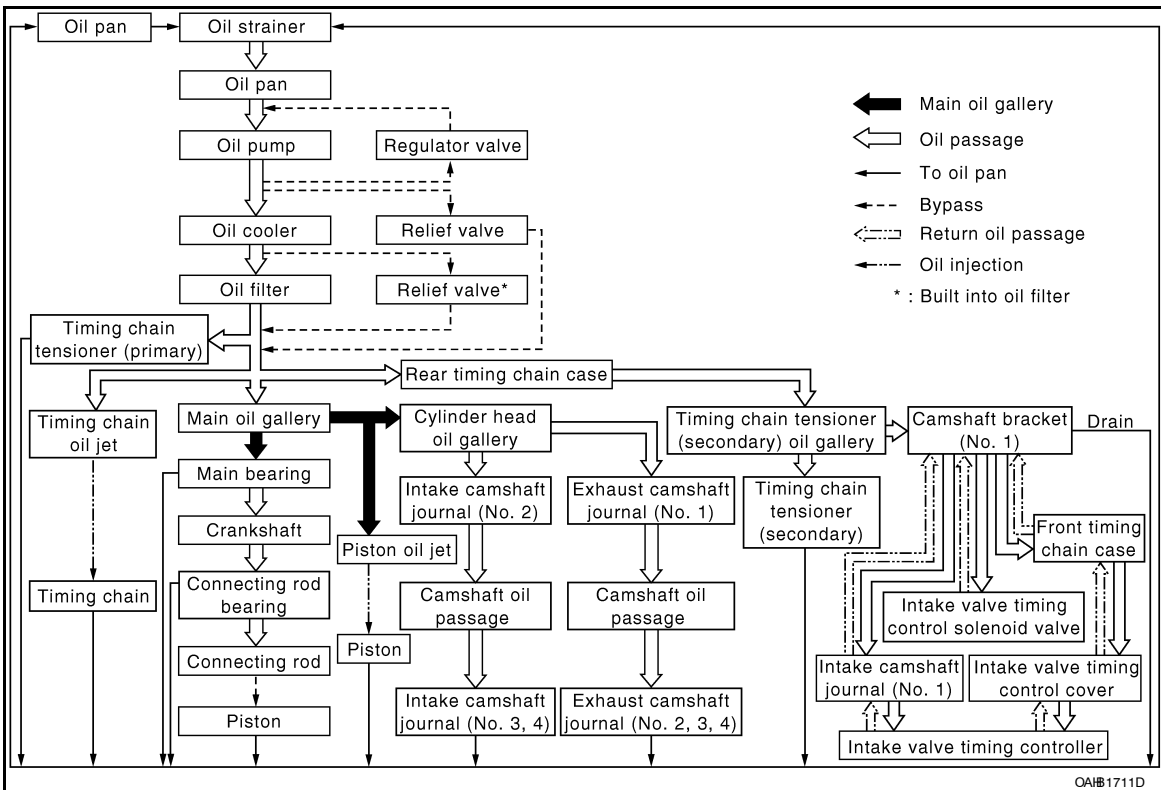 Oil pan
Oil strainer
Oil pan
Main oil gallery
Oil pump
Regulator valve
Oil passage
To oil pan
Bypass
Oil cooler
Relief valve
Return oil passage
Oil injection
Oil filter
Relief valve*
* : Built into oil filter
Timing chain
tensioner (primary)
Rear timing chain case
Timing chain
oil jet
Main oil gallery
Cylinder head
oil gallery
Timing chain tensioner
(secondary) oil gallery
Camshaft bracket
(No. 1)
Drain
Main bearing
Intake camshaft
journal (No. 2)
Exhaust camshaft
journal (No. 1)
Timing chain
tensioner
(secondary)
Crankshaft
Piston oil jet
Front timing
chain case
Timing chain
Connecting rod
bearing
Camshaft oil
passage
Camshaft oil
passage
Intake valve timing
control solenoid valve
Connecting rod
Piston
Intake camshaft
journal (No. 1)
Intake valve timing
control cover
Piston
Intake camshaft
journal (No. 3, 4)
Exhaust camshaft
journal (No. 2, 3, 4)
Intake valve timing controller
OAHB1711D